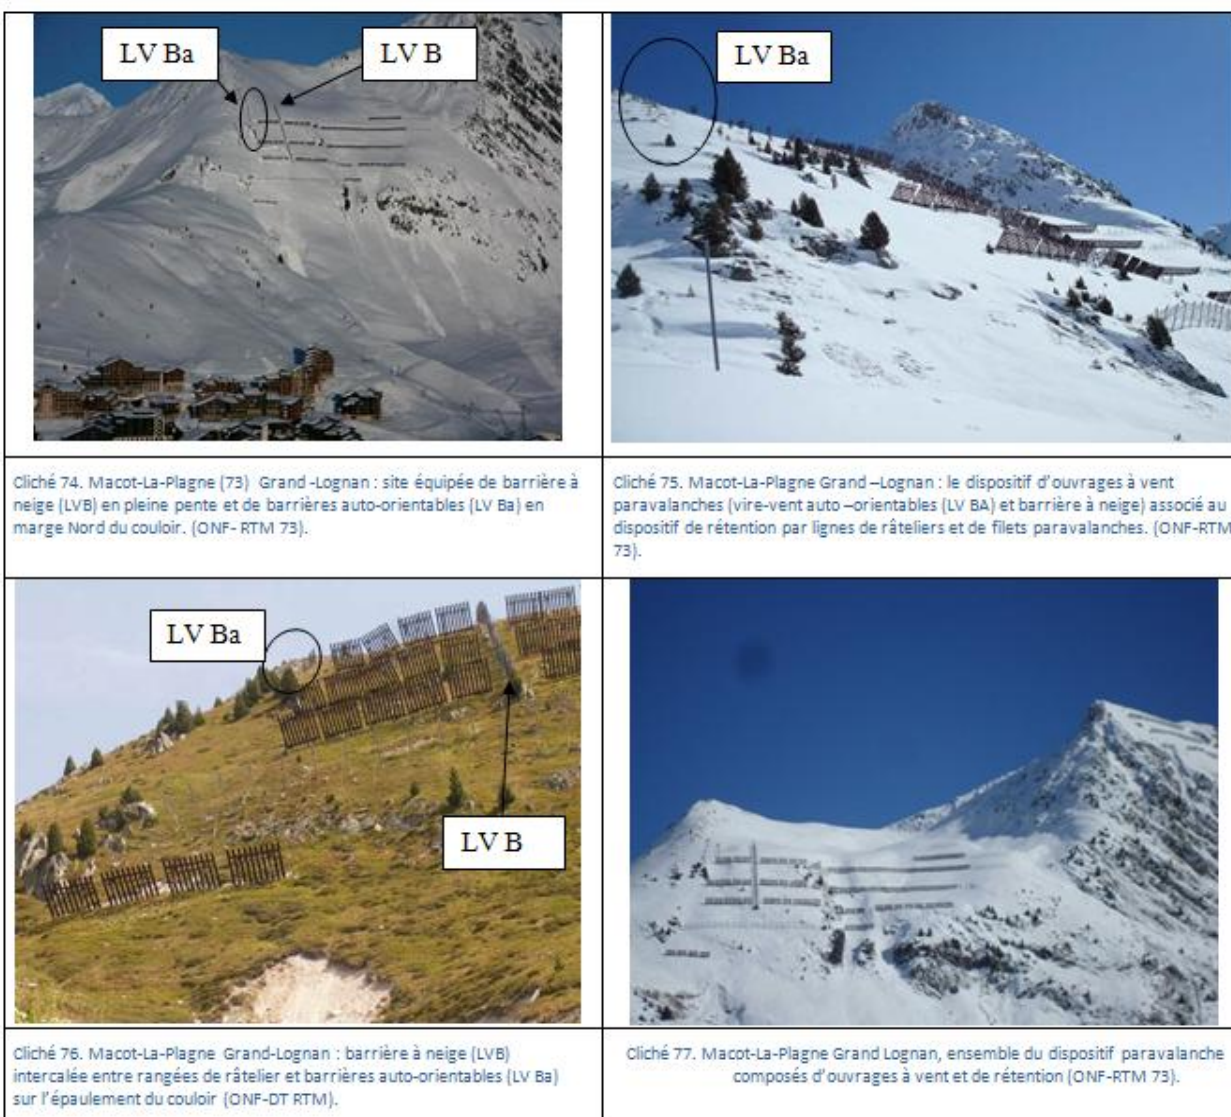 LV Ba
LV B
LV Ba
Cliché 74. Macot-La-Plagne (73) Grand -Lognan : site équipée de barrière à
neige (LVB) en pleine pente et de barrières auto-orientables (LV Ba) en
marge Nord du couloir. (ONF- RTM 73).
Cliché 75. Macot-La-Plagne Grand –Lognan : le dispositif d'ouvrages à vent
paravalanches (vire-vent auto –orientables (LV BA) et barrière à neige) associé au
dispositif de rétention par lignes de râteliers et de filets paravalanches. (ONF-RTM
73).
LV Ba
LV B
Cliché 76. Macot-La-Plagne Grand-Lognan : barrière à neige (LVB)
intercalée entre rangées de râtelier et barrières auto-orientables (LV Ba)
sur l'épaulement du couloir (ONF-DT RTM).
Cliché 77. Macot-La-Plagne Grand Lognan, ensemble du dispositif paravalanche
composés d'ouvrages à vent et de rétention (ONF-RTM 73).